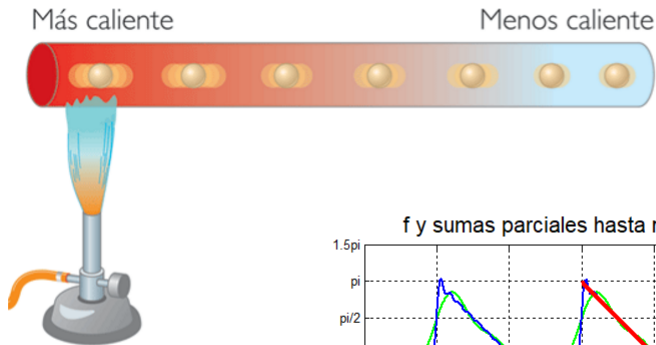 Más caliente
Menos caliente
f y sumas parciales hasta
1.5pi
pi
pi/2